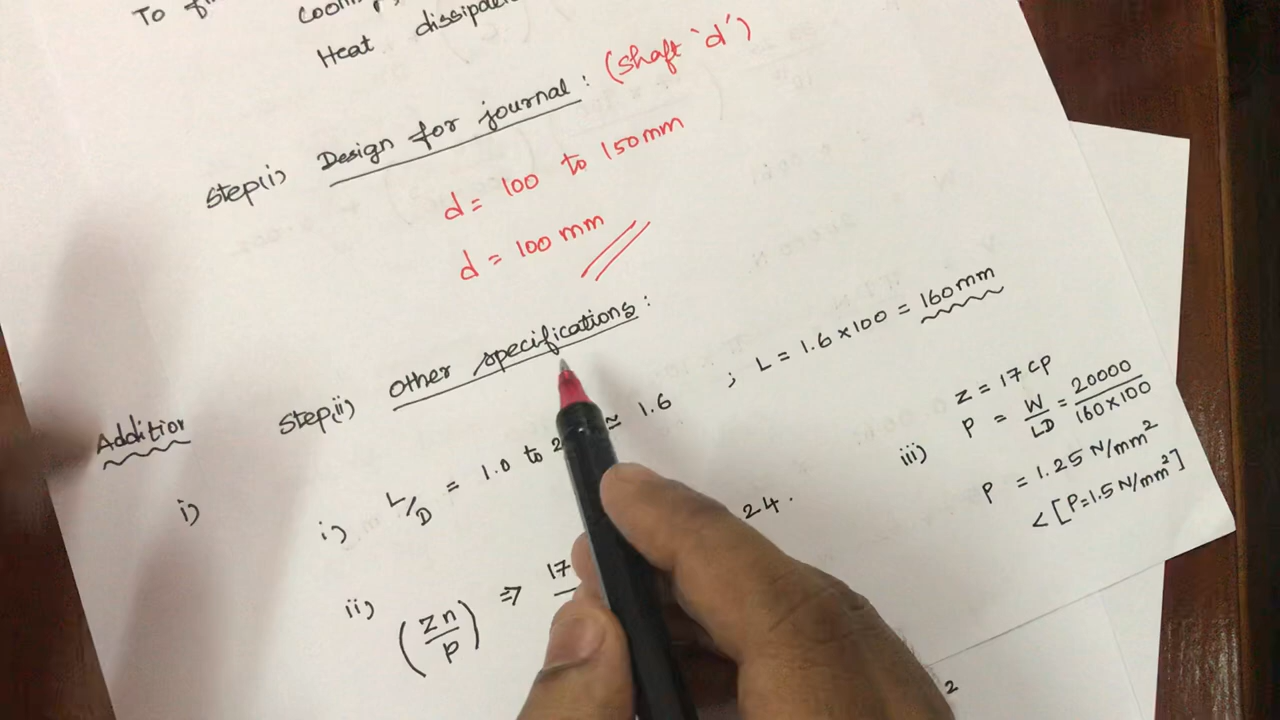 To
Heat
Step(i) Design for journal : (shaft 'd')
d = 100 to 150mm
d = 100 mm
Step(ii) Other specifications :
Addition
i)
i) L/D = 1.0 to 2 ≃ 1.6 ; L = 1.6 × 100 = 160mm
ii) (Zn/P) ⇒ 17 24.
iii) Z = 17 cp
P = W/LD = 20000/160×100
P = 1.25 N/mm²
< [P=1.5 N/mm²]
2